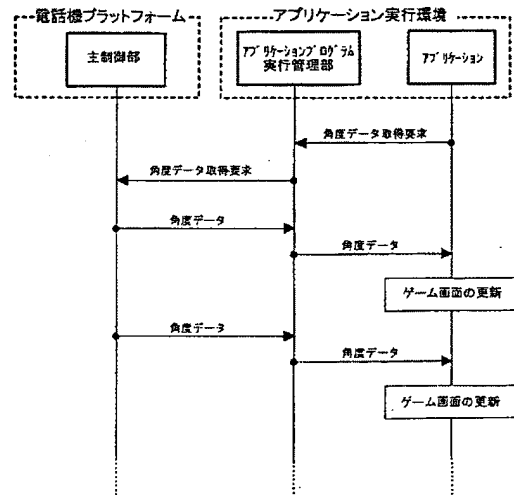 電話機プラットフォーム
アプリケーション実行環境
主制御部
アプリケーションプログラム
実行管理部
アプリケーション
角度データ取得要求
角度データ取得要求
角度データ
角度データ
ゲーム画面の更新
角度データ
角度データ
ゲーム画面の更新